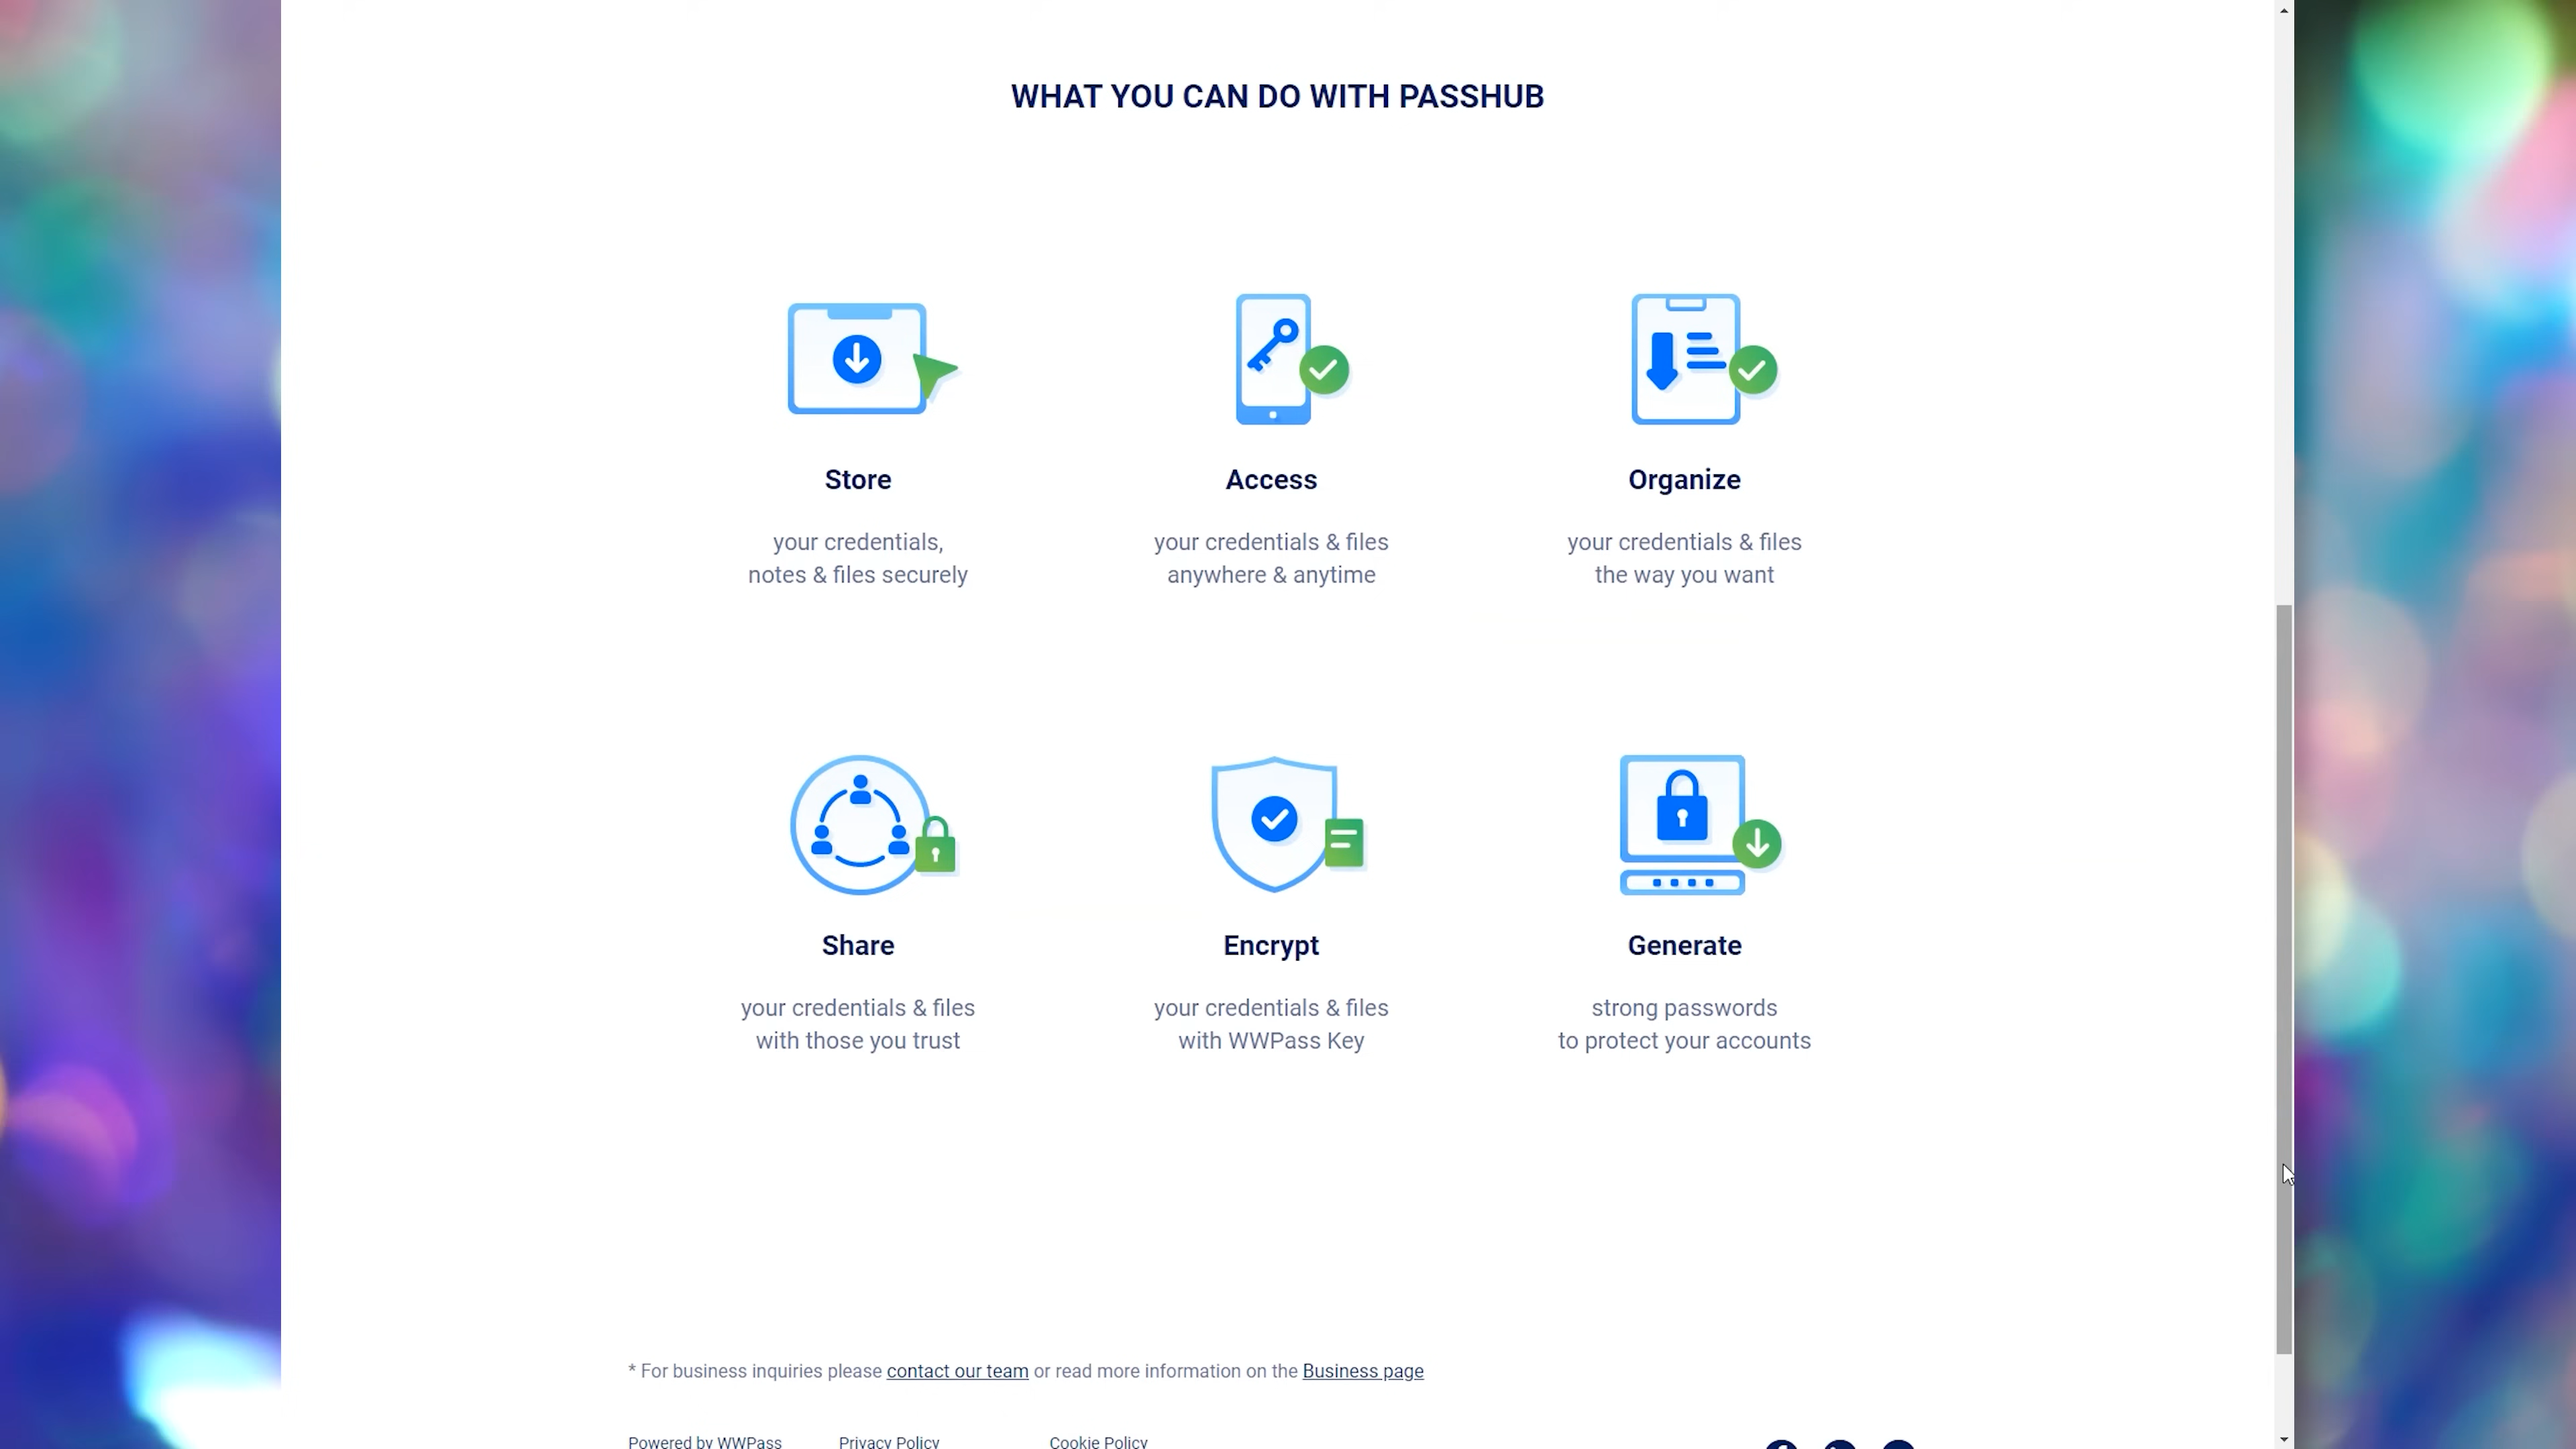 WHAT YOU CAN DO WITH PASSHUB
Store
your credentials,
notes & files securely
Access
your credentials & files
anywhere & anytime
Organize
your credentials & files
the way you want
Share
your credentials & files
with those you trust
Encrypt
your credentials & files
with WWPass Key
Generate
strong passwords
to protect your accounts
* For business inquiries please contact our team or read more information on the Business page
Powered by WWPass
Privacy Policy
Cookie Policy